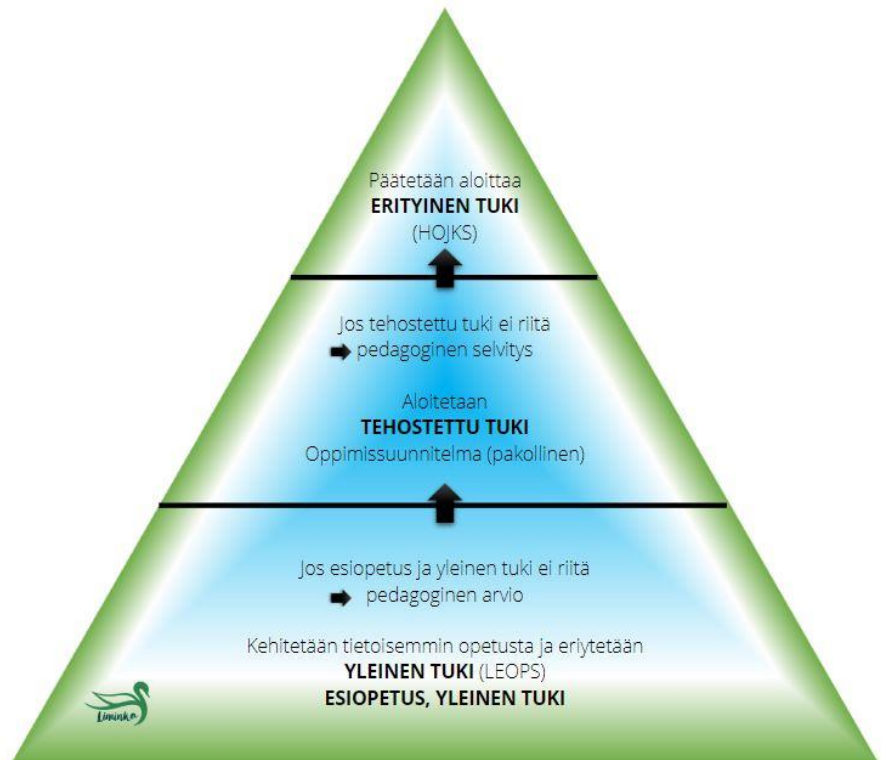 Päätetään aloittaa
ERITYINEN TUKI
(HOJKS)
Jos tehostettu tuki ei riitä
pedagoginen selvitys
Aloitetaan
TEHOSTETTU TUKI
Oppimissuunnitelma (pakollinen)
Jos esiopetus ja yleinen tuki ei riitä
pedagoginen arvio
Kehitetään tietoisemmin opetusta ja eriytetään
YLEINEN TUKI (LEOPS)
ESIOPETUS, YLEINEN TUKI
Liminka